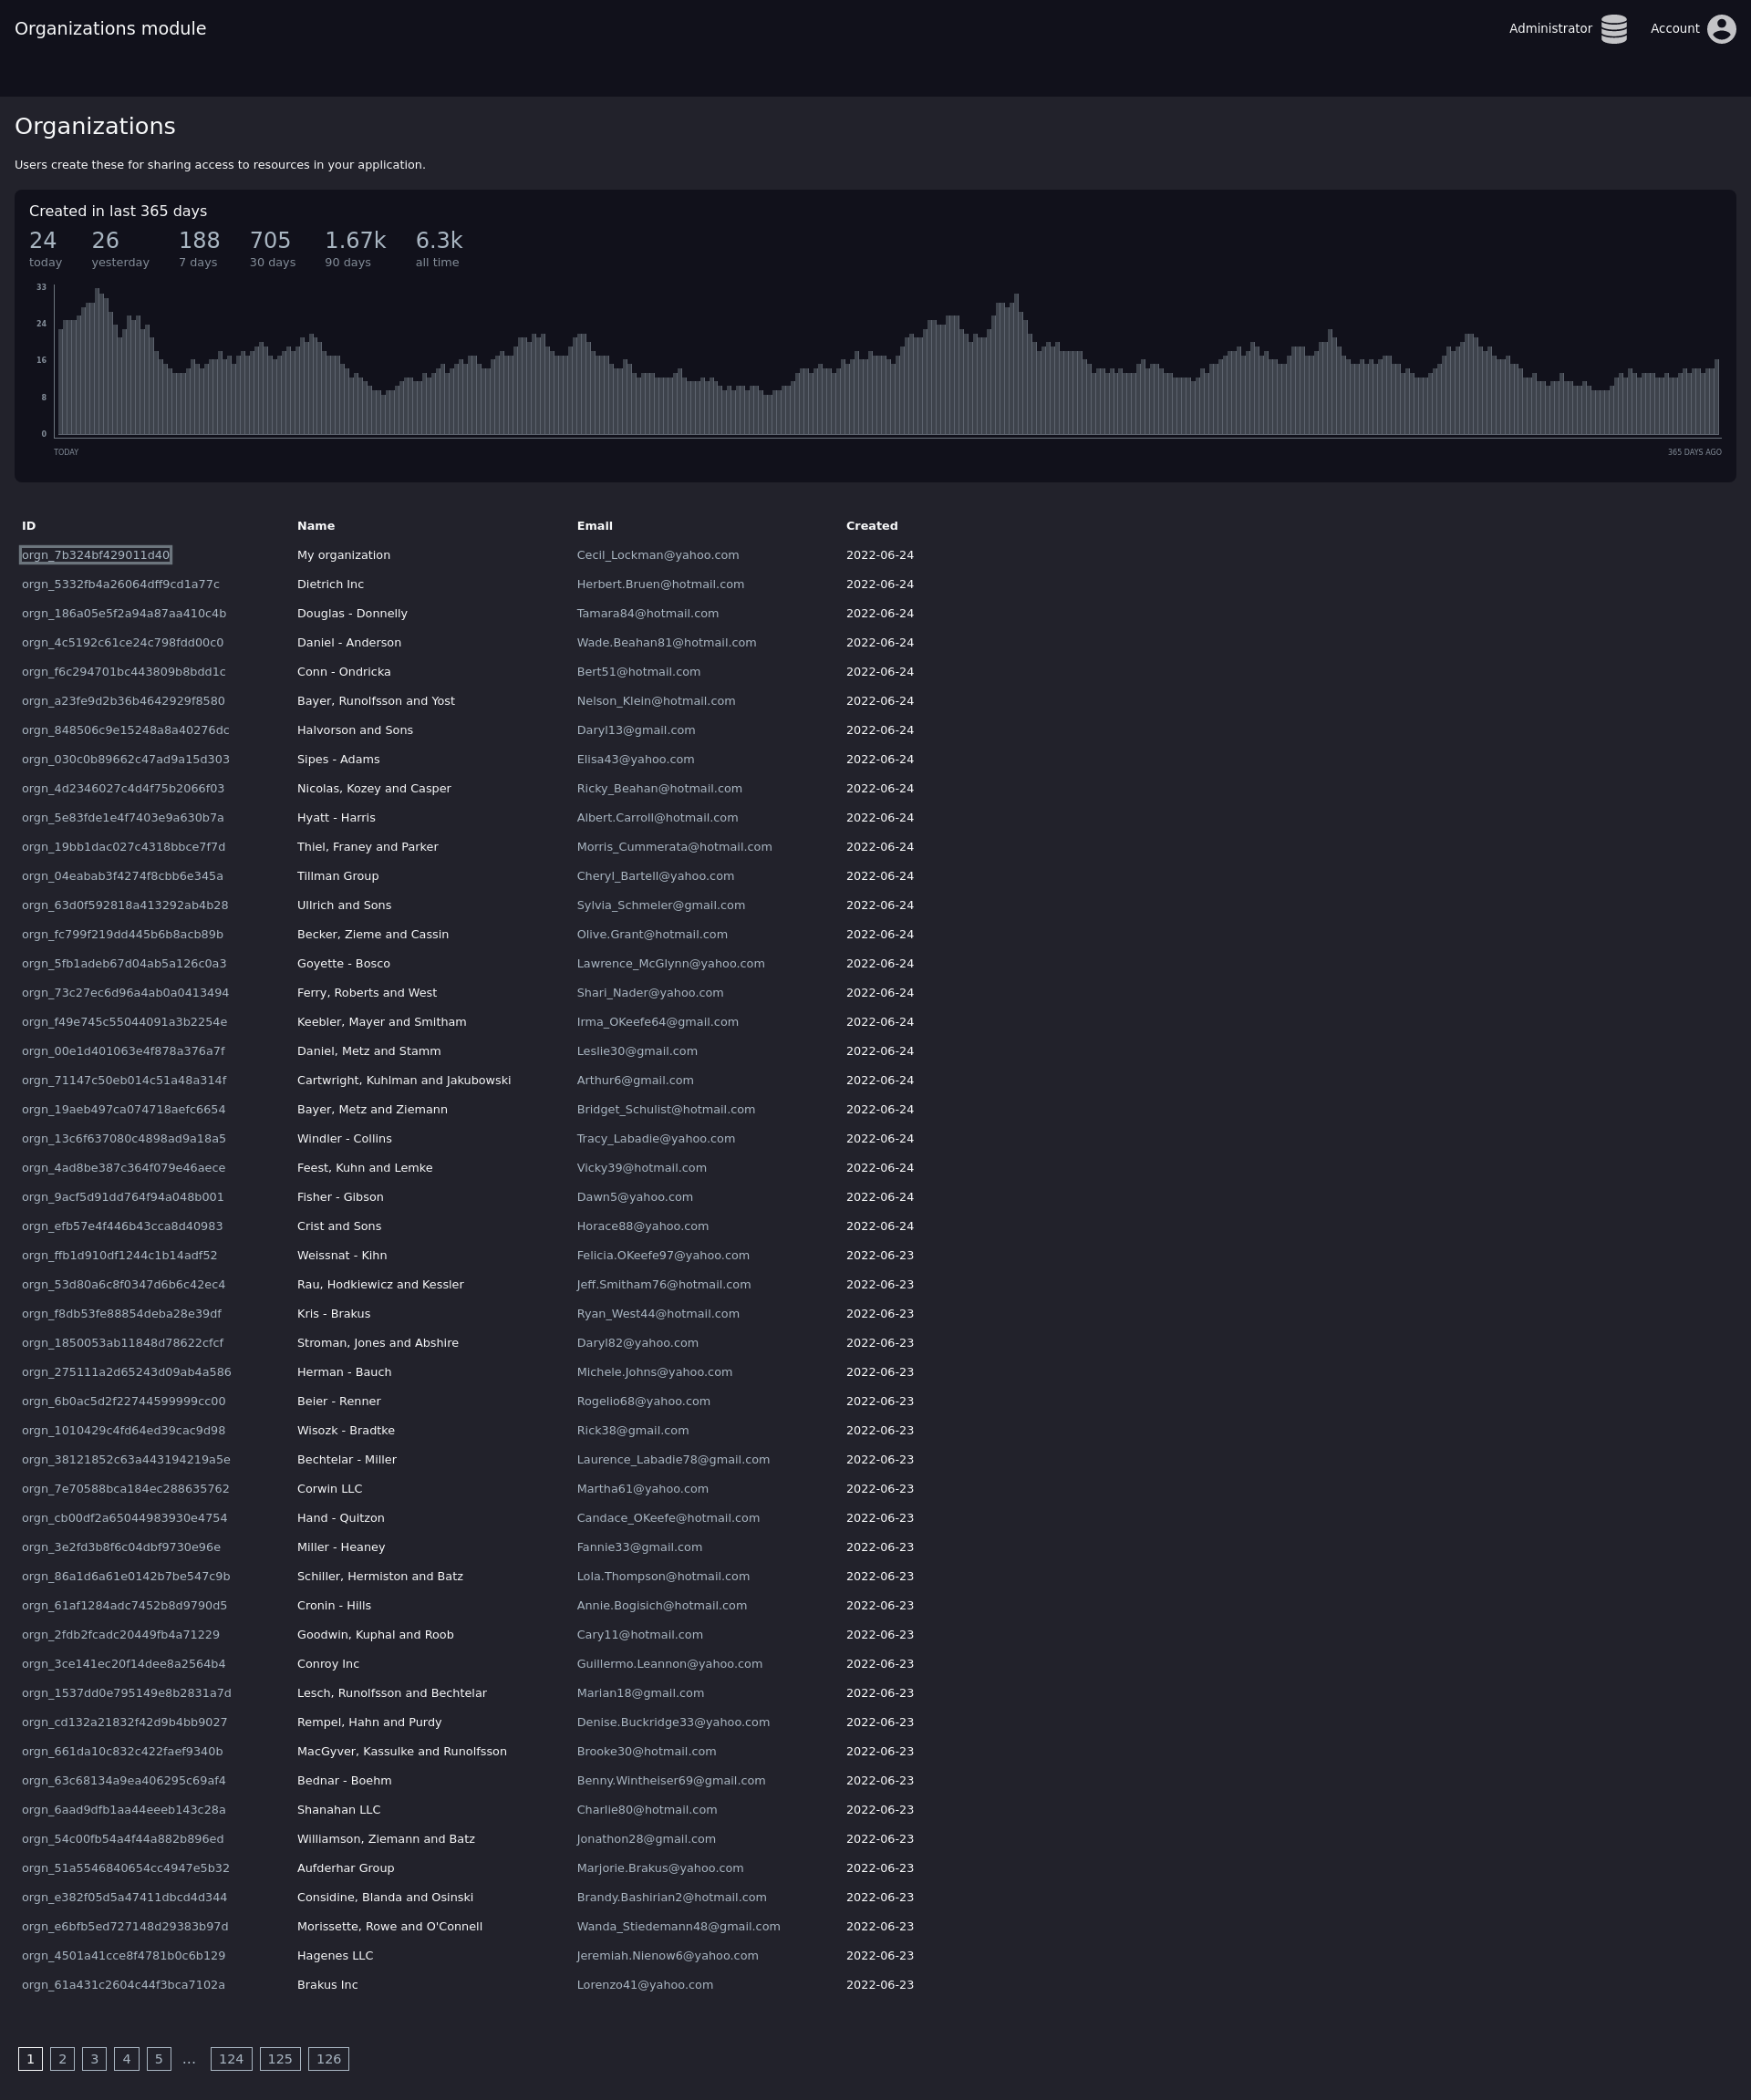 Organizations module
Administrator Account
Organizations
Users create these for sharing access to resources in your application.
Created in last 365 days
24 26 188 705 1.67k 6.3k
today yesterday 7 days 30 days 90 days all time
33
24
16
8
0
TODAY 365 DAYS AGO
ID Name Email Created
orgn_7b324bf429011d40 My organization Cecil_Lockman@yahoo.com 2022-06-24
orgn_5332fb4a26064dff9cd1a77c Dietrich Inc Herbert.Bruen@hotmail.com 2022-06-24
orgn_186a05e5f2a94a87aa410c4b Douglas - Donnelly Tamara84@hotmail.com 2022-06-24
orgn_4c5192c61ce24c798fdd00c0 Daniel - Anderson Wade.Beahan81@hotmail.com 2022-06-24
orgn_f6c294701bc443809b8bdd1c Conn - Ondricka Bert51@hotmail.com 2022-06-24
orgn_a23fe9d2b36b4642929f8580 Bayer, Runolfsson and Yost Nelson_Klein@hotmail.com 2022-06-24
orgn_848506c9e15248a8a40276dc Halvorson and Sons Daryl13@gmail.com 2022-06-24
orgn_030c0b89662c47ad9a15d303 Sipes - Adams Elisa43@yahoo.com 2022-06-24
orgn_4d2346027c4d4f75b2066f03 Nicolas, Kozey and Casper Ricky_Beahan@hotmail.com 2022-06-24
orgn_5e83fde1e4f7403e9a630b7a Hyatt - Harris Albert.Carroll@hotmail.com 2022-06-24
orgn_19bb1dac027c4318bbce7f7d Thiel, Franey and Parker Morris_Cummerata@hotmail.com 2022-06-24
orgn_04eabab3f4274f8cbb6e345a Tillman Group Cheryl_Bartell@yahoo.com 2022-06-24
orgn_63d0f592818a413292ab4b28 Ullrich and Sons Sylvia_Schmeler@gmail.com 2022-06-24
orgn_fc799f219dd445b6b8acb89b Becker, Zieme and Cassin Olive.Grant@hotmail.com 2022-06-24
orgn_5fb1adeb67d04ab5a126c0a3 Goyette - Bosco Lawrence_McGlynn@yahoo.com 2022-06-24
orgn_73c27ec6d96a4ab0a0413494 Ferry, Roberts and West Shari_Nader@yahoo.com 2022-06-24
orgn_f49e745c55044091a3b2254e Keebler, Mayer and Smitham Irma_OKeefe64@gmail.com 2022-06-24
orgn_00e1d401063e4f878a376a7f Daniel, Metz and Stamm Leslie30@gmail.com 2022-06-24
orgn_71147c50eb014c51a48a314f Cartwright, Kuhlman and Jakubowski Arthur6@gmail.com 2022-06-24
orgn_19aeb497ca074718aefc6654 Bayer, Metz and Ziemann Bridget_Schulist@hotmail.com 2022-06-24
orgn_13c6f637080c4898ad9a18a5 Windler - Collins Tracy_Labadie@yahoo.com 2022-06-24
orgn_4ad8be387c364f079e46aece Feest, Kuhn and Lemke Vicky39@hotmail.com 2022-06-24
orgn_9acf5d91dd764f94a048b001 Fisher - Gibson Dawn5@yahoo.com 2022-06-24
orgn_efb57e4f446b43cca8d40983 Crist and Sons Horace88@yahoo.com 2022-06-24
orgn_ffb1d910df1244c1b14adf52 Weissnat - Kihn Felicia.OKeefe97@yahoo.com 2022-06-23
orgn_53d80a6c8f0347d6b6c42ec4 Rau, Hodkiewicz and Kessler Jeff.Smitham76@hotmail.com 2022-06-23
orgn_f8db53fe88854deba28e39df Kris - Brakus Ryan_West44@hotmail.com 2022-06-23
orgn_1850053ab11848d78622cfcf Stroman, Jones and Abshire Daryl82@yahoo.com 2022-06-23
orgn_275111a2d65243d09ab4a586 Herman - Bauch Michele.Johns@yahoo.com 2022-06-23
orgn_6b0ac5d2f22744599999cc00 Beier - Renner Rogelio68@yahoo.com 2022-06-23
orgn_1010429c4fd64ed39cac9d98 Wisozk - Bradtke Rick38@gmail.com 2022-06-23
orgn_38121852c63a443194219a5e Bechtelar - Miller Laurence_Labadie78@gmail.com 2022-06-23
orgn_7e70588bca184ec288635762 Corwin LLC Martha61@yahoo.com 2022-06-23
orgn_cb00df2a65044983930e4754 Hand - Quitzon Candace_OKeefe@hotmail.com 2022-06-23
orgn_3e2fd3b8f6c04dbf9730e96e Miller - Heaney Fannie33@gmail.com 2022-06-23
orgn_86a1d6a61e0142b7be547c9b Schiller, Hermiston and Batz Lola.Thompson@hotmail.com 2022-06-23
orgn_61af1284adc7452b8d9790d5 Cronin - Hills Annie.Bogisich@hotmail.com 2022-06-23
orgn_2fdb2fcadc20449fb4a71229 Goodwin, Kuphal and Roob Cary11@hotmail.com 2022-06-23
orgn_3ce141ec20f14dee8a2564b4 Conroy Inc Guillermo.Leannon@yahoo.com 2022-06-23
orgn_1537dd0e795149e8b2831a7d Lesch, Runolfsson and Bechtelar Marian18@gmail.com 2022-06-23
orgn_cd132a21832f42d9b4bb9027 Rempel, Hahn and Purdy Denise.Buckridge33@yahoo.com 2022-06-23
orgn_661da10c832c422faef9340b MacGyver, Kassulke and Runolfsson Brooke30@hotmail.com 2022-06-23
orgn_63c68134a9ea406295c69af4 Bednar - Boehm Benny.Wintheiser69@gmail.com 2022-06-23
orgn_6aad9dfb1aa44eeeb143c28a Shanahan LLC Charlie80@hotmail.com 2022-06-23
orgn_54c00fb54a4f44a882b896ed Williamson, Ziemann and Batz Jonathon28@gmail.com 2022-06-23
orgn_51a5546840654cc4947e5b32 Aufderhar Group Marjorie.Brakus@yahoo.com 2022-06-23
orgn_e382f05d5a47411dbcd4d344 Considine, Blanda and Osinski Brandy.Bashirian2@hotmail.com 2022-06-23
orgn_e6bfb5ed727148d29383b97d Morissette, Rowe and O'Connell Wanda_Stiedemann48@gmail.com 2022-06-23
orgn_4501a41cce8f4781b0c6b129 Hagenes LLC Jeremiah.Nienow6@yahoo.com 2022-06-23
orgn_61a431c2604c44f3bca7102a Brakus Inc Lorenzo41@yahoo.com 2022-06-23
1 2 3 4 5 ... 124 125 126